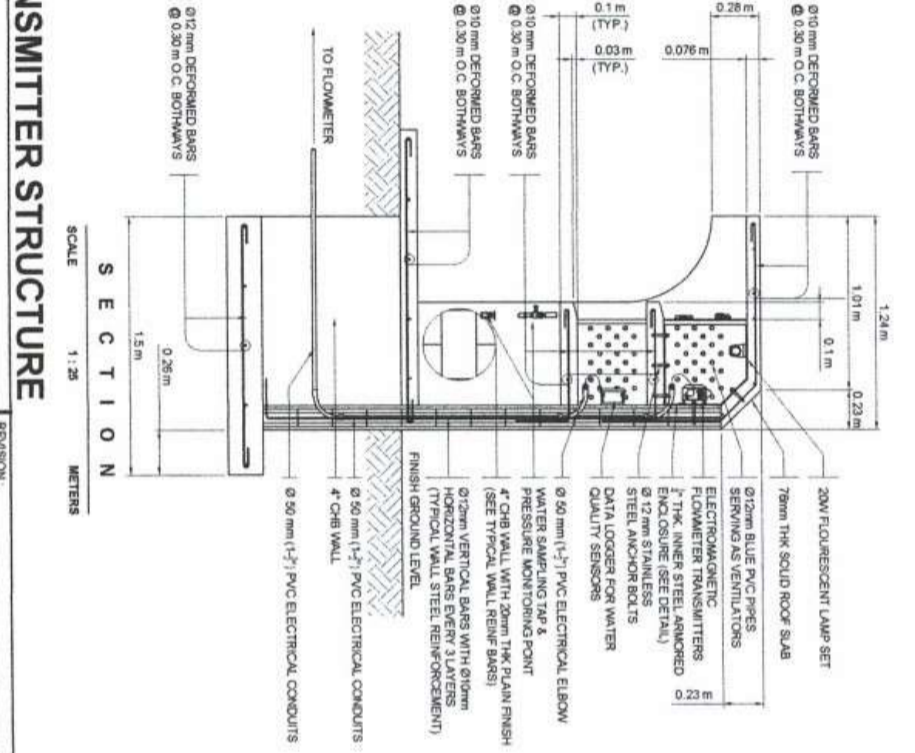 Ø10 mm DEFORMED BARS
@ 0.30 m O.C. BOTHWAYS
0.28 m
0.076 m
0.1 m
(TYP.)
0.03 m
(TYP.)
Ø10 mm DEFORMED BARS
@ 0.30 m O.C. BOTHWAYS
Ø10 mm DEFORMED BARS
@ 0.30 m O.C. BOTHWAYS
TO FLOWMETER
Ø12 mm DEFORMED BARS
@ 0.30 m O.C. BOTHWAYS
1.24 m
1.01 m
0.23 m
0.1 m
20W FLOURESCENT LAMP SET
76mm THK SOLID ROOF SLAB
0.23 m
Ø12mm BLUE PVC PIPES
SERVING AS VENTILATORS
ELECTROMAGNETIC
FLOWMETER TRANSMITTERS
THK. INNER STEEL ARMORED
ENCLOSURE (SEE DETAIL)
Ø 12 mm STAINLESS
STEEL ANCHOR BOLTS
DATA LOGGER FOR WATER
QUALITY SENSORS
Ø 50 mm (1-½") PVC ELECTRICAL ELBOW
WATER SAMPLING TAP &
PRESSURE MONITORING POINT
4" CHB WALL WITH 20mm THK PLAIN FINISH
(SEE TYPICAL WALL REINF BARS)
Ø12mm VERTICAL BARS WITH Ø10mm
HORIZONTAL BARS EVERY 3 LAYERS
(TYPICAL WALL STEEL REINFORCEMENT)
FINISH GROUND LEVEL
Ø 50 mm (1-½") PVC ELECTRICAL CONDUITS
4" CHB WALL
Ø 50 mm (1-½") PVC ELECTRICAL CONDUITS
1.5 m
0.26 m
SECTION
SCALE 1 : 25 METERS
NSMITTER STRUCTURE
REVISION :